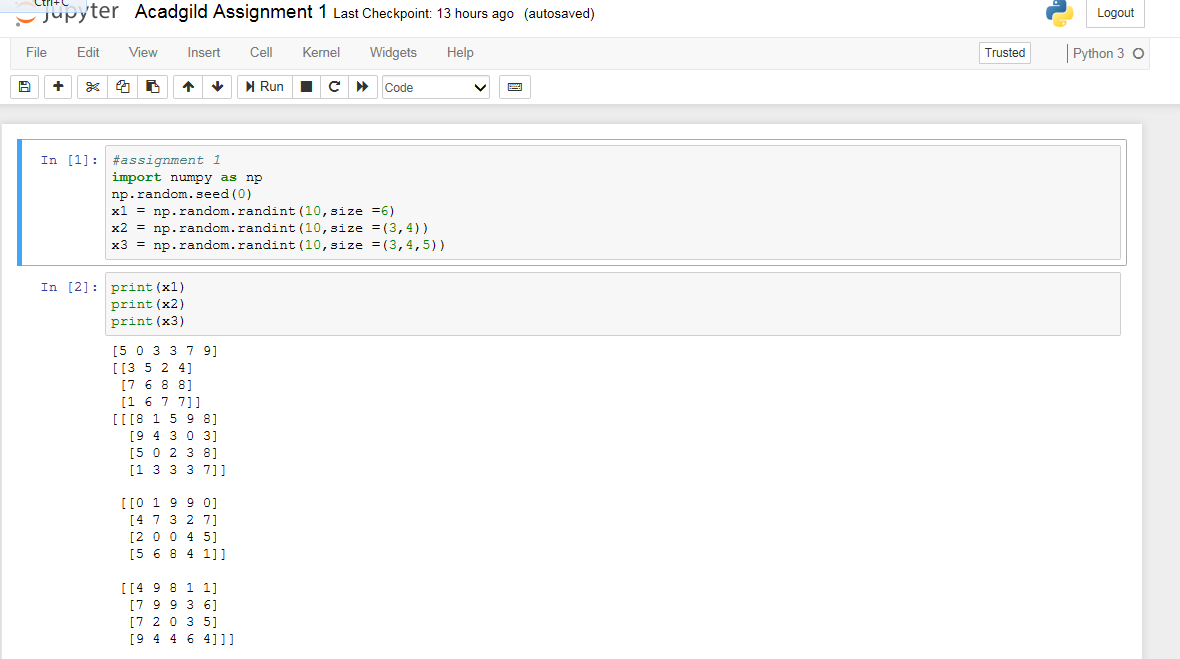 Ctrl+C
jupyter Acadgild Assignment 1 Last Checkpoint: 13 hours ago (autosaved) Logout
File Edit View Insert Cell Kernel Widgets Help Trusted Python 3
Run Code
In [1]: #assignment 1
import numpy as np
np.random.seed(0)
x1 = np.random.randint(10,size =6)
x2 = np.random.randint(10,size =(3,4))
x3 = np.random.randint(10,size =(3,4,5))
In [2]: print(x1)
print(x2)
print(x3)
[5 0 3 3 7 9]
[[3 5 2 4]
[7 6 8 8]
[1 6 7 7]]
[[[8 1 5 9 8]
[9 4 3 0 3]
[5 0 2 3 8]
[1 3 3 3 7]]
[[0 1 9 9 0]
[4 7 3 2 7]
[2 0 0 4 5]
[5 6 8 4 1]]
[[4 9 8 1 1]
[7 9 9 3 6]
[7 2 0 3 5]
[9 4 4 6 4]]]